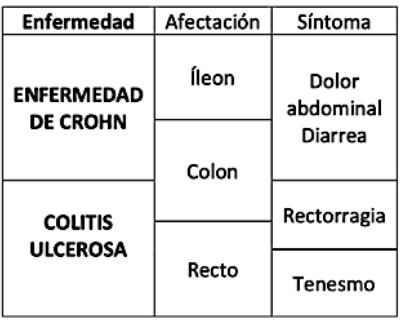 Enfermedad Afectación Síntoma
ENFERMEDAD
DE CROHN
Íleon
Dolor
abdominal
Diarrea
Colon
COLITIS
ULCEROSA
Rectorragia
Recto
Tenesmo